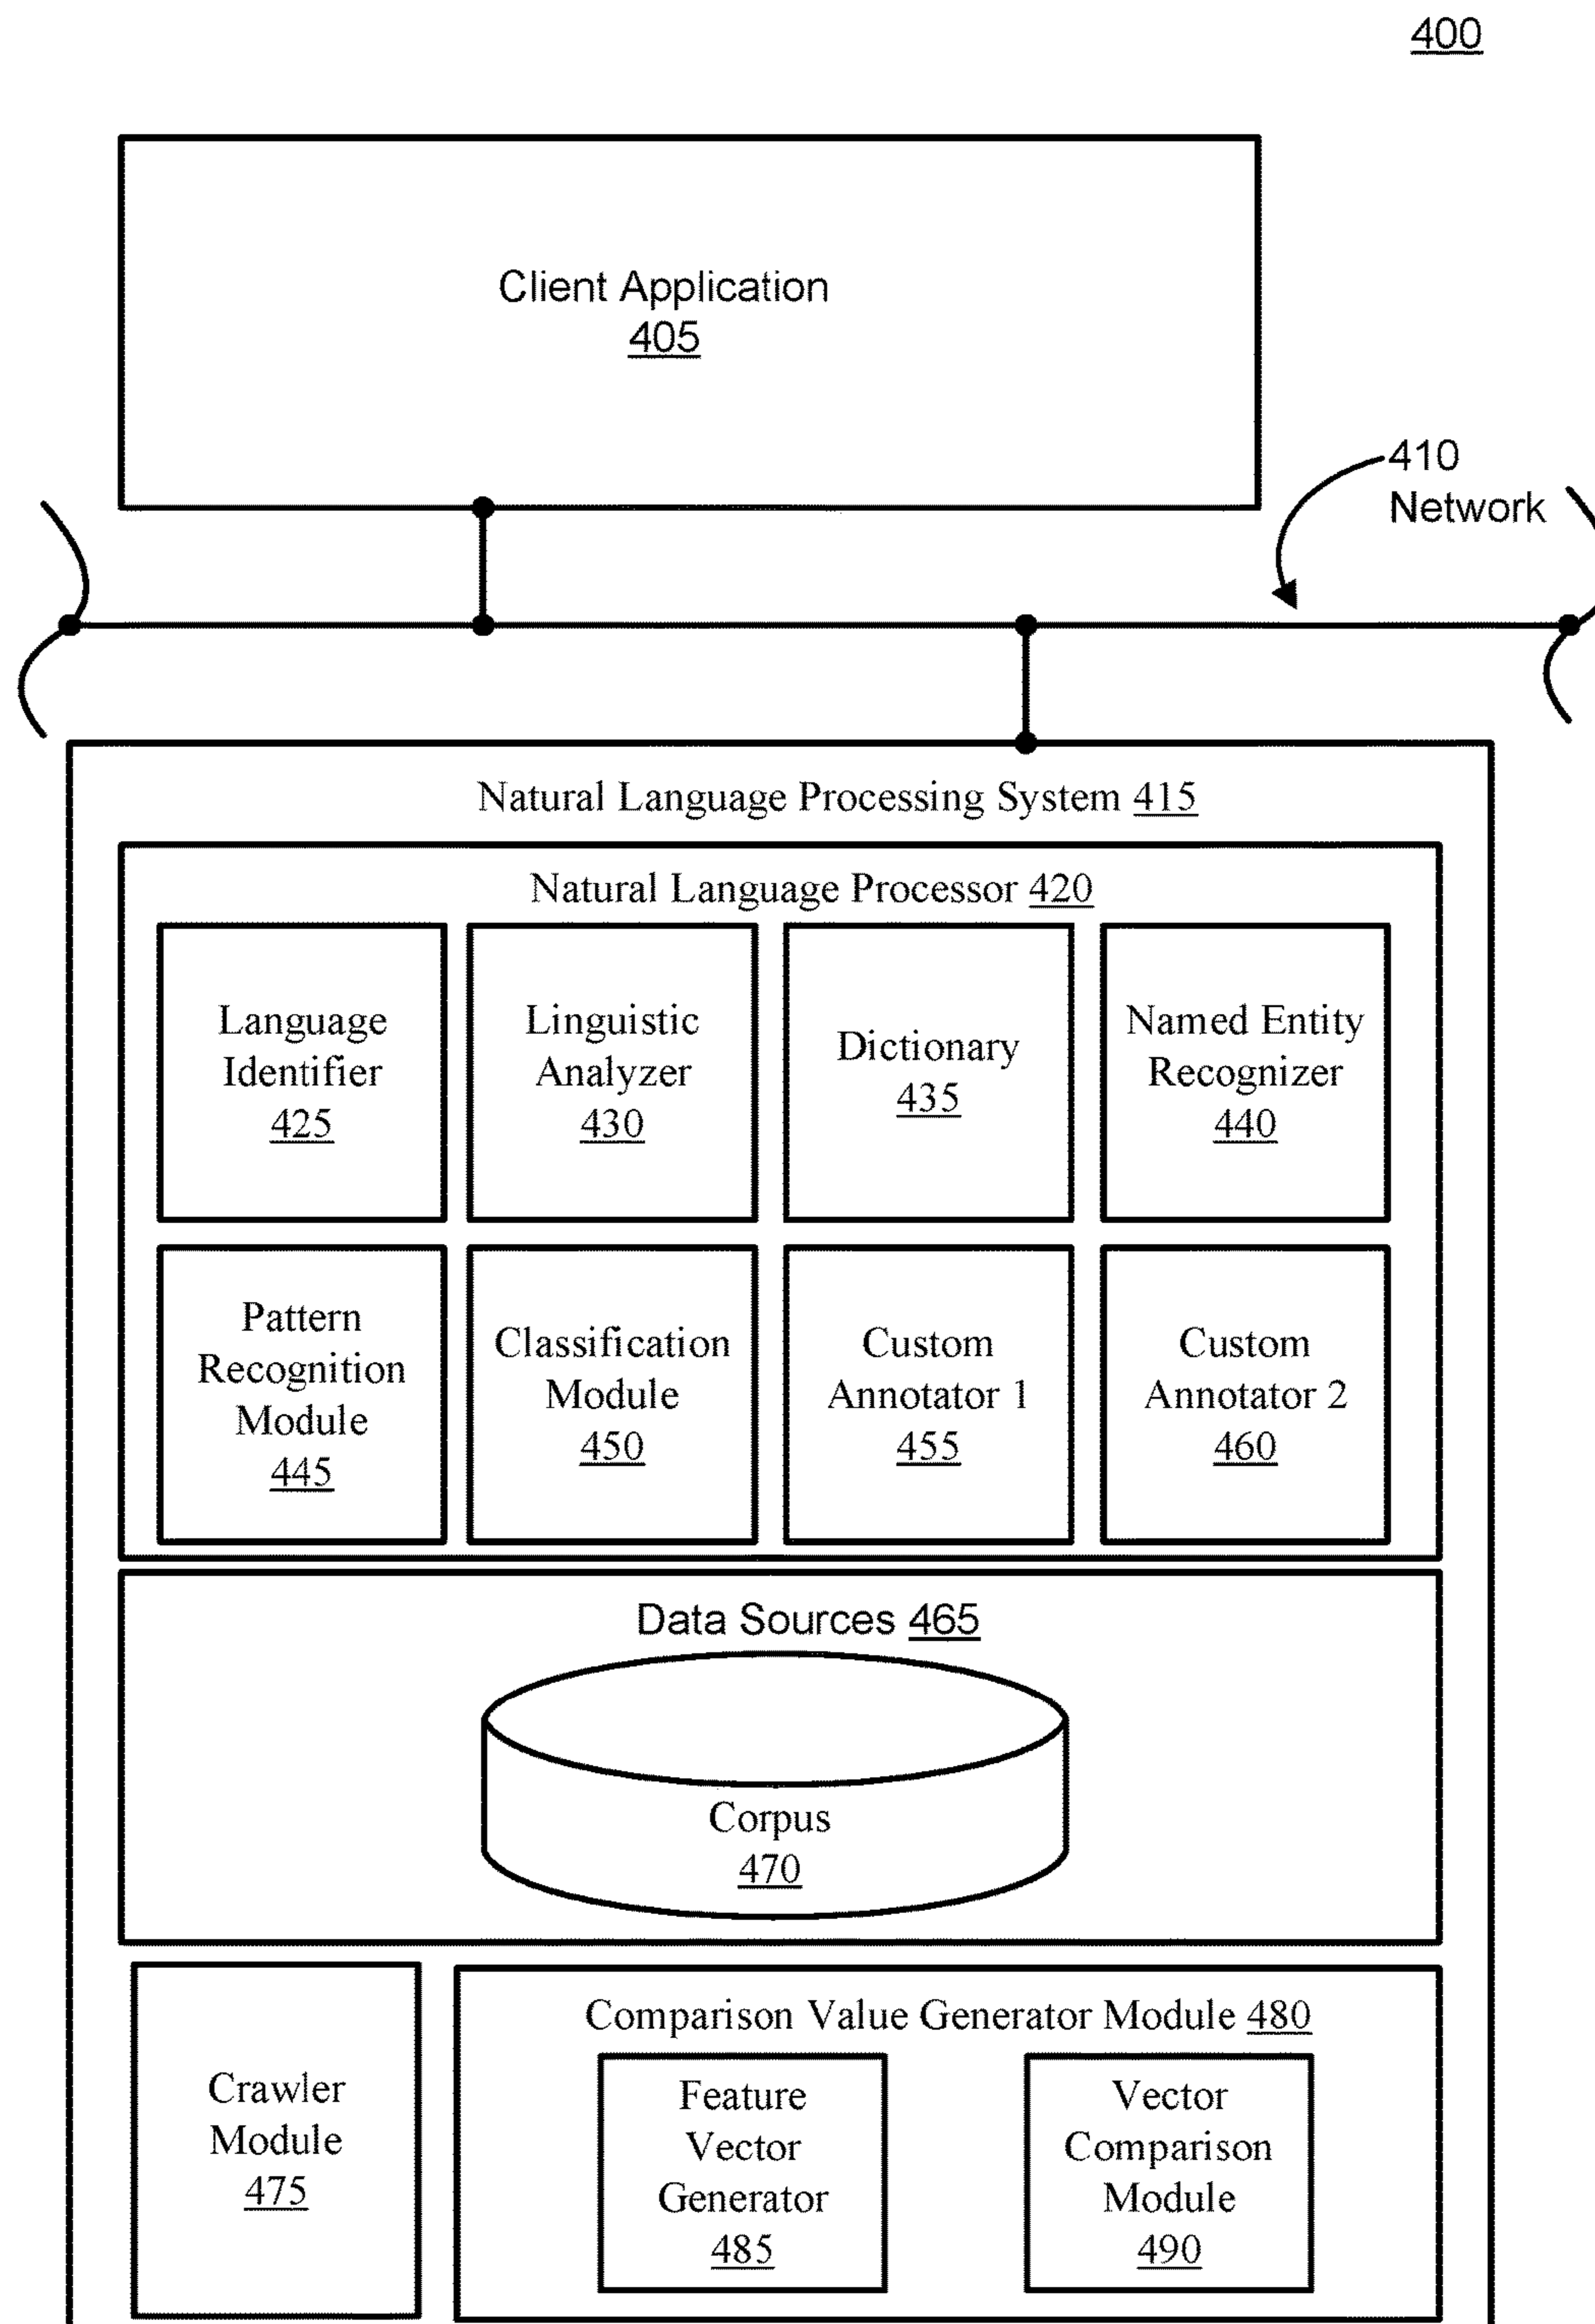 400
Client Application
405
410
Network
Natural Language Processing System 415
Natural Language Processor 420
Language
Identifier
425
Linguistic
Analyzer
430
Dictionary
435
Named Entity
Recognizer
440
Pattern
Recognition
Module
445
Classification
Module
450
Custom
Annotator 1
455
Custom
Annotator 2
460
Data Sources 465
Corpus
470
Crawler
Module
475
Comparison Value Generator Module 480
Feature
Vector
Generator
485
Vector
Comparison
Module
490